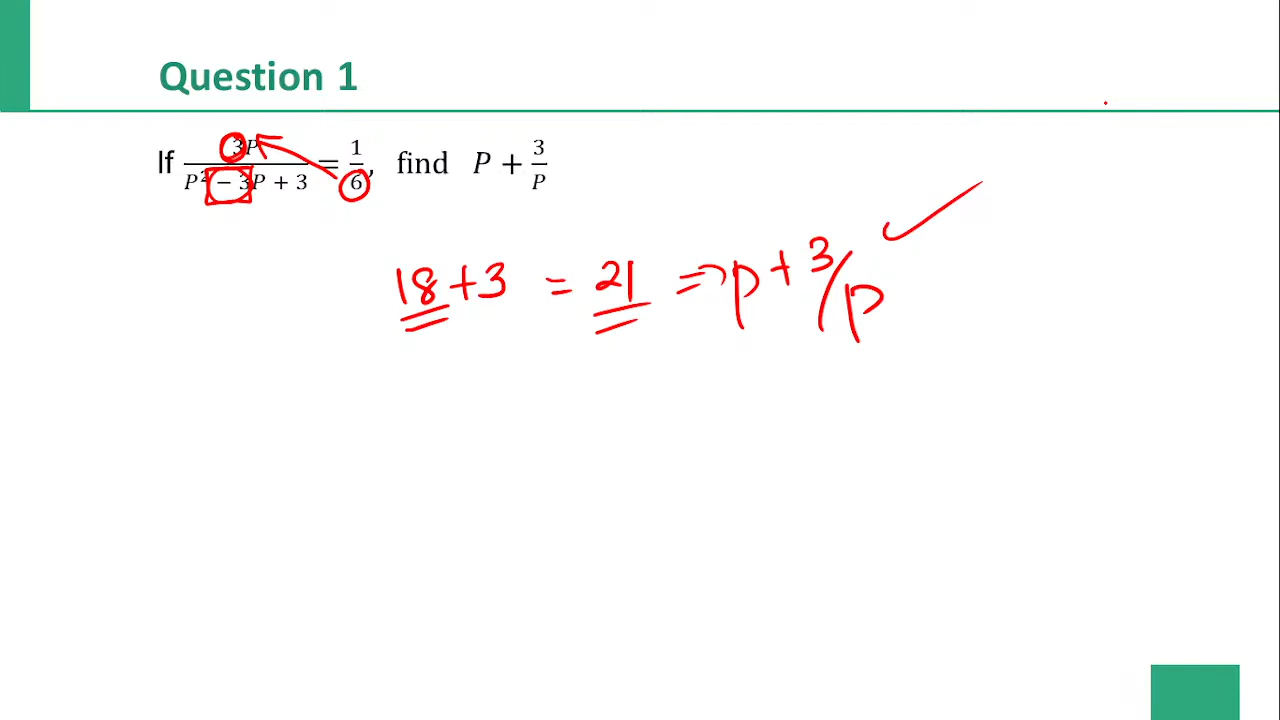 Question 1
If 3P/(P² − 3P + 3) = 1/6, find P + 3/P
18 + 3 = 21 ⇒ p + 3/p